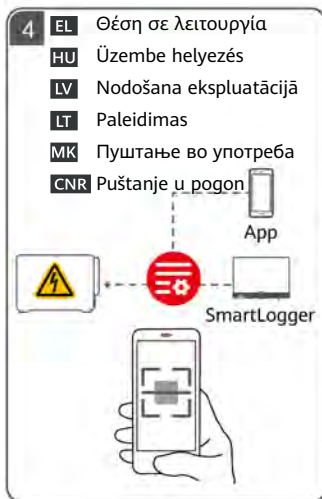 4
EL Θέση σε λειτουργία
HU Üzembe helyezés
LV Nodošana ekspluatācijā
LT Paleidimas
MK Пуштање во употреба
CNR Puštanje u pogon
App
SmartLogger